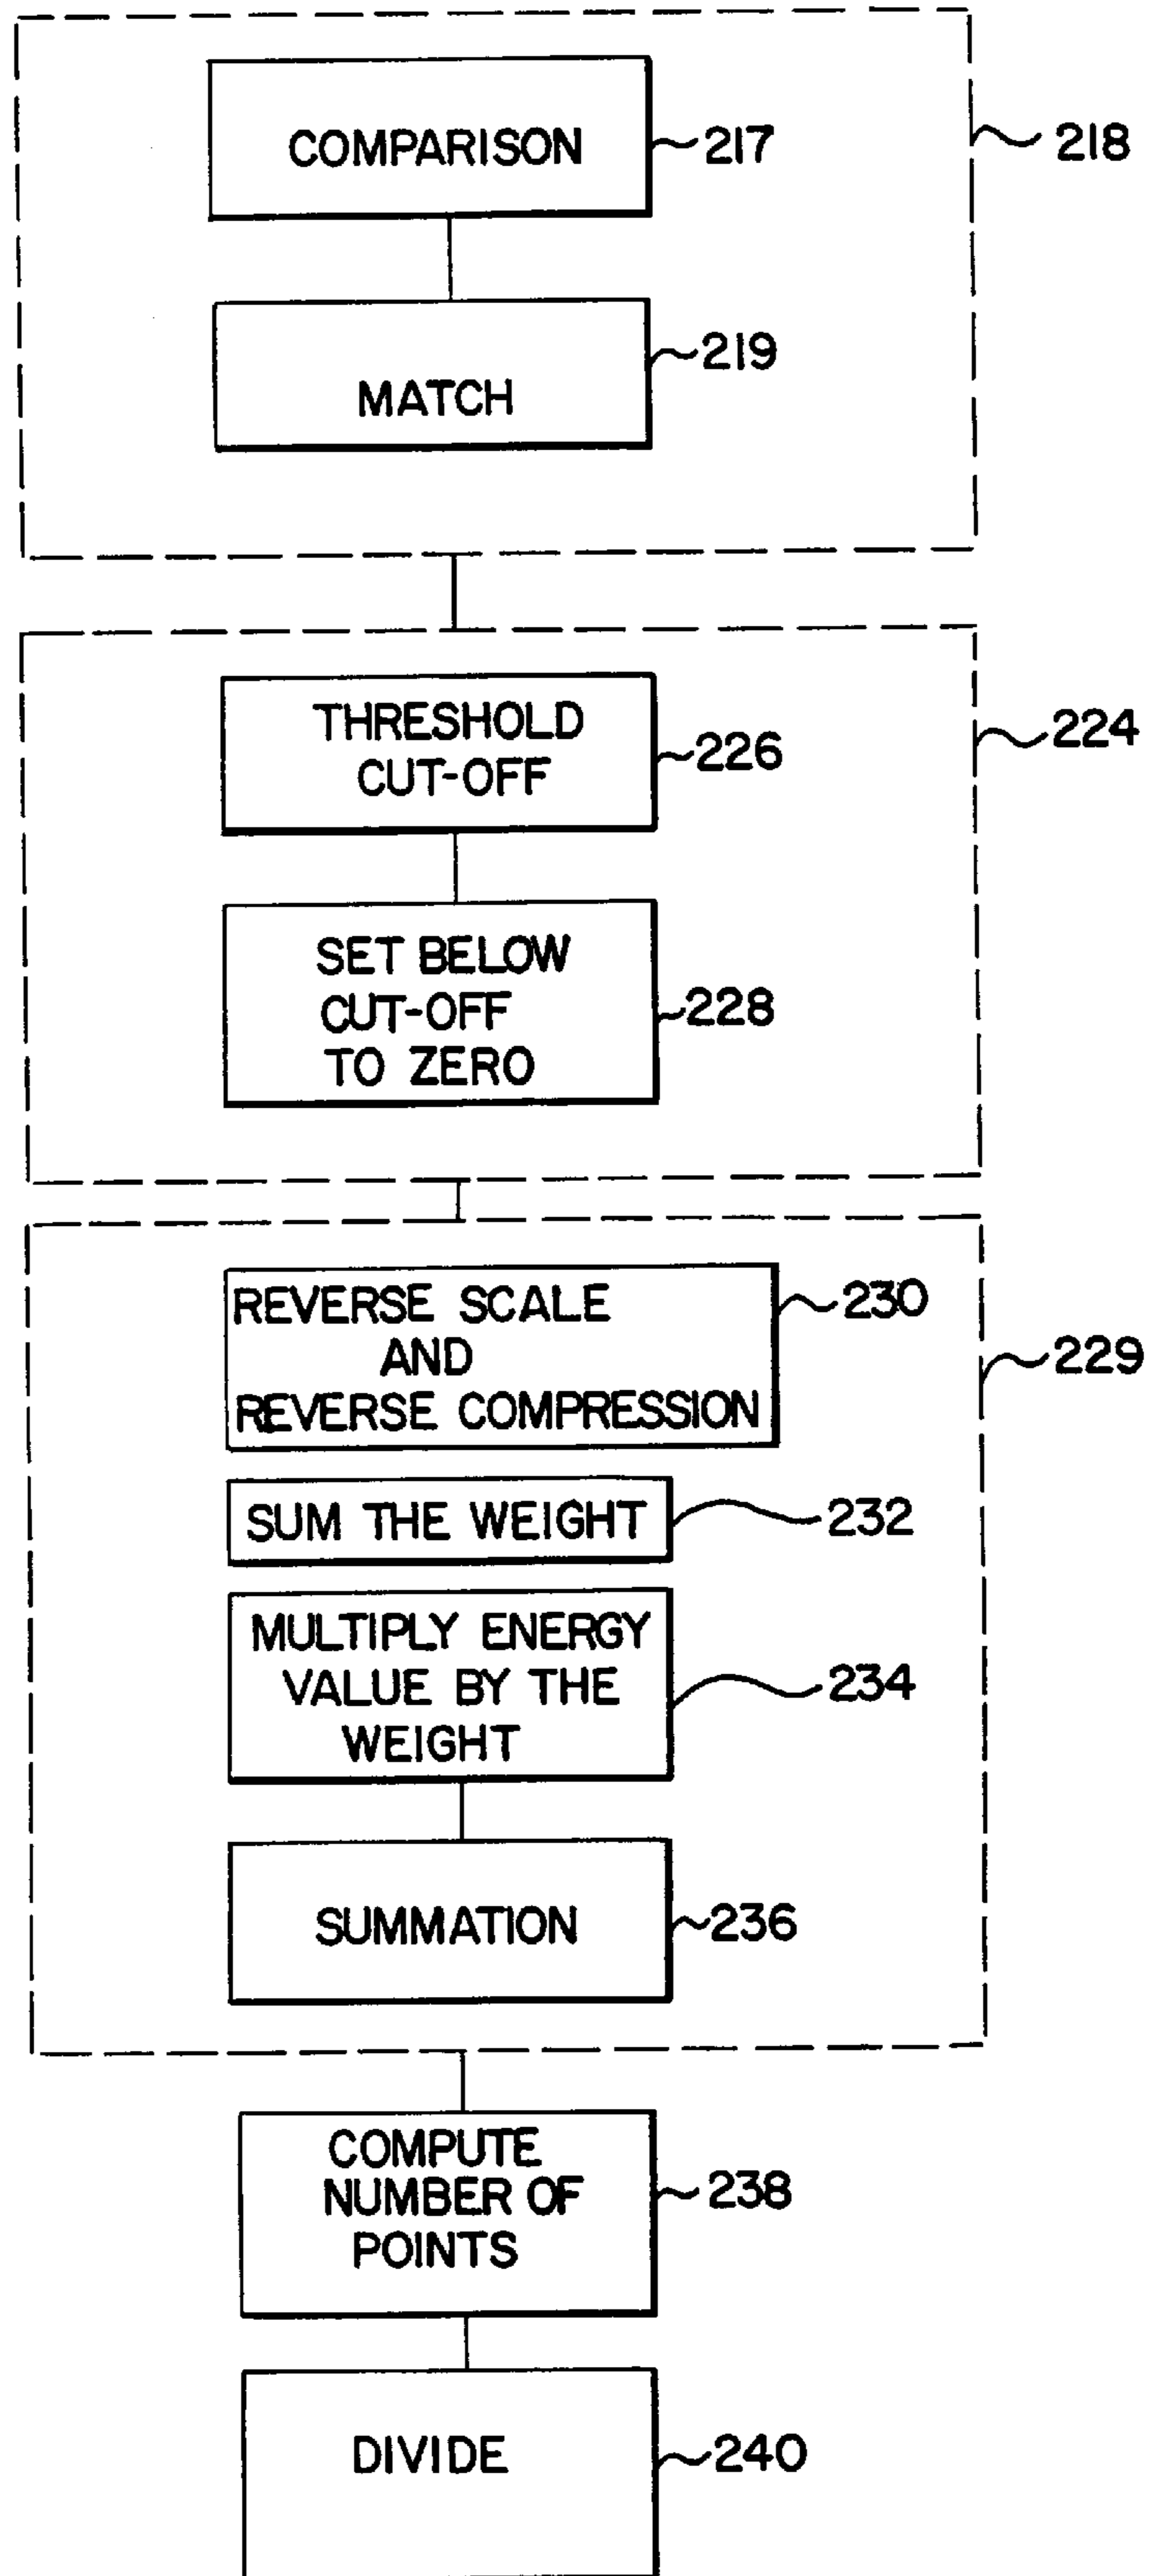 COMPARISON
217
218
MATCH
219
THRESHOLD
CUT-OFF
226
224
SET BELOW
CUT-OFF
TO ZERO
228
REVERSE SCALE
AND
REVERSE COMPRESSION
230
229
SUM THE WEIGHT
232
MULTIPLY ENERGY
VALUE BY THE
WEIGHT
234
SUMMATION
236
COMPUTE
NUMBER OF
POINTS
238
DIVIDE
240